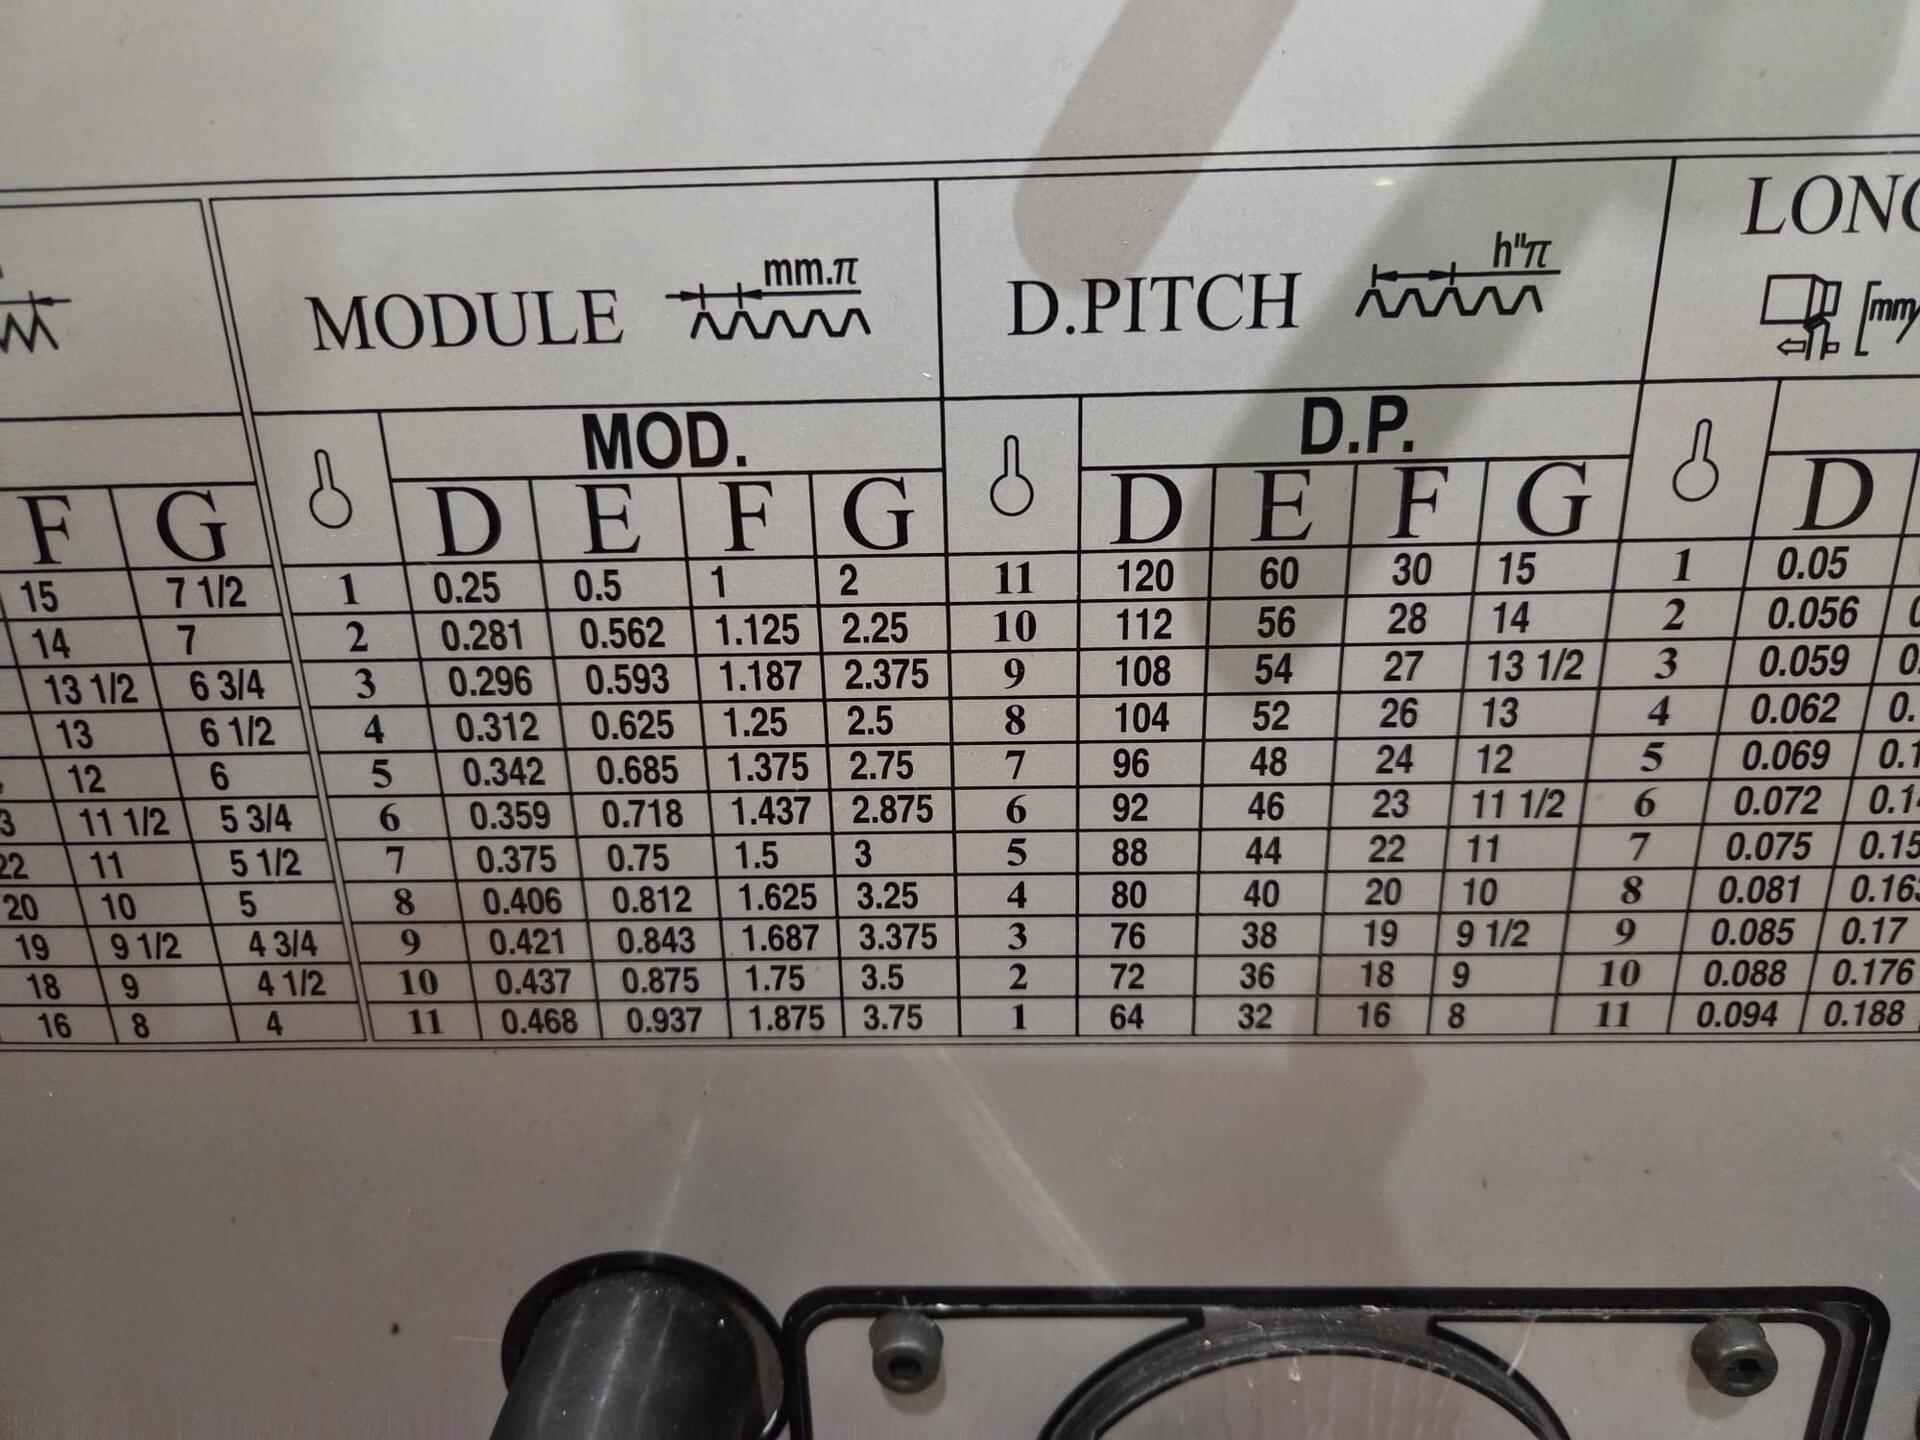 MODULE mm.π D.PITCH h"π
[mm/
MOD. D.P.
F G D E F G D E F G D
15 7 1/2 1 0.25 0.5 1 2 11 120 60 30 15 1 0.05
14 7 2 0.281 0.562 1.125 2.25 10 112 56 28 14 2 0.056
13 1/2 6 3/4 3 0.296 0.593 1.187 2.375 9 108 54 27 13 1/2 3 0.059
13 6 1/2 4 0.312 0.625 1.25 2.5 8 104 52 26 13 4 0.062
12 6 5 0.342 0.685 1.375 2.75 7 96 48 24 12 5 0.069
11 1/2 5 3/4 6 0.359 0.718 1.437 2.875 6 92 46 23 11 1/2 6 0.072
22 11 5 1/2 7 0.375 0.75 1.5 3 5 88 44 22 11 7 0.075
20 10 5 8 0.406 0.812 1.625 3.25 4 80 40 20 10 8 0.081
19 9 1/2 4 3/4 9 0.421 0.843 1.687 3.375 3 76 38 19 9 1/2 9 0.085 0.17
18 9 4 1/2 10 0.437 0.875 1.75 3.5 2 72 36 18 9 10 0.088 0.176
16 8 4 11 0.468 0.937 1.875 3.75 1 64 32 16 8 11 0.094 0.188